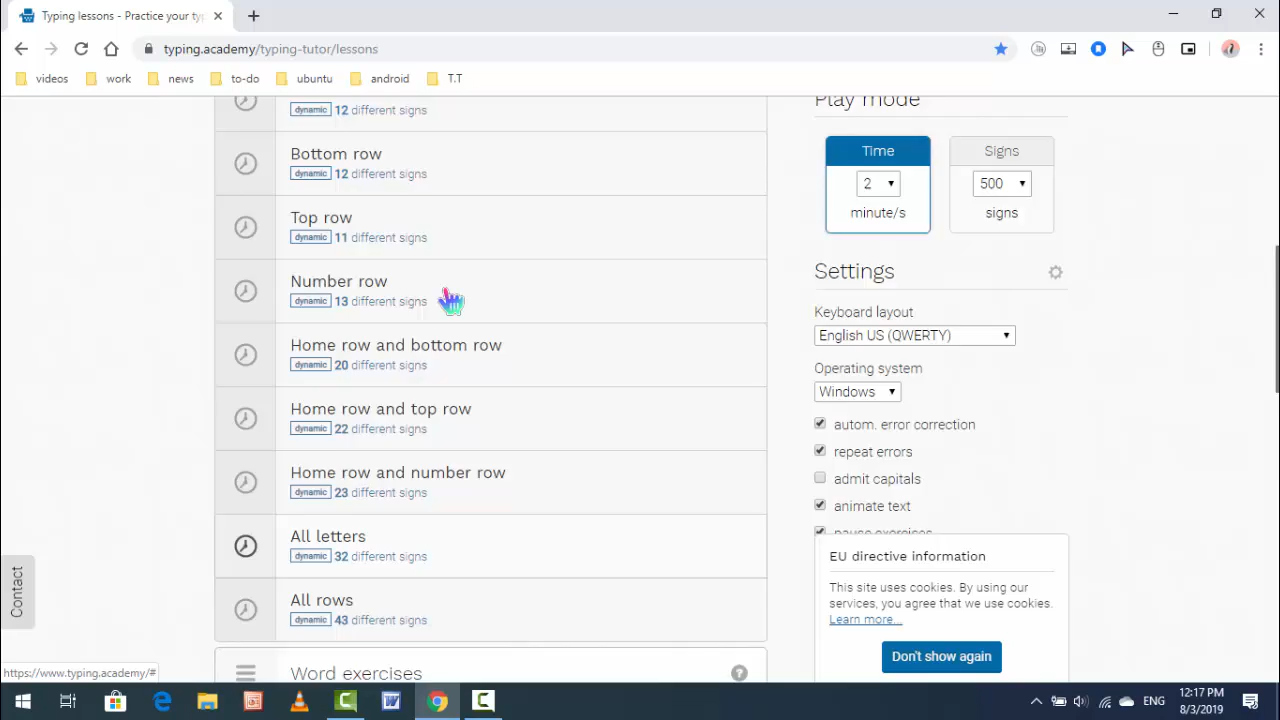 Typing lessons - Practice your typ
typing.academy/typing-tutor/lessons
videos work news to-do ubuntu android T.T
dynamic 12 different signs
Bottom row
dynamic 12 different signs
Top row
dynamic 11 different signs
Number row
dynamic 13 different signs
Home row and bottom row
dynamic 20 different signs
Home row and top row
dynamic 22 different signs
Home row and number row
dynamic 23 different signs
All letters
dynamic 32 different signs
All rows
dynamic 43 different signs
Word exercises
?
Play mode
Time
2
minute/s
Signs
500
signs
Settings
Keyboard layout
English US (QWERTY)
Operating system
Windows
autom. error correction
repeat errors
admit capitals
animate text
pause exercises
EU directive information
This site uses cookies. By using our
services, you agree that we use cookies.
Learn more...
Don't show again
Contact
https://www.typing.academy/#
ENG
12:17 PM
8/3/2019